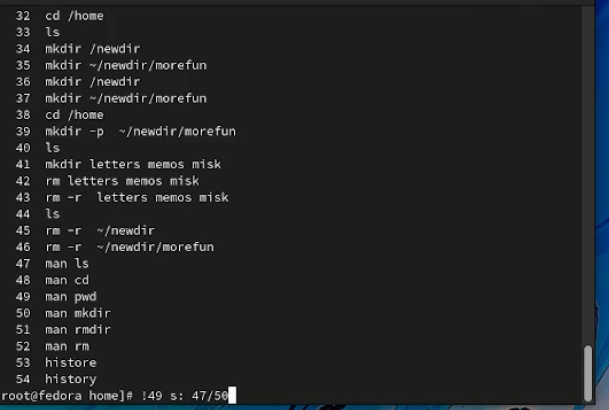 32 cd /home
33 ls
34 mkdir /newdir
35 mkdir ~/newdir/morefun
36 mkdir /newdir
37 mkdir ~/newdir/morefun
38 cd /home
39 mkdir -p  ~/newdir/morefun
40 ls
41 mkdir letters memos misk
42 rm letters memos misk
43 rm -r  letters memos misk
44 ls
45 rm -r  ~/newdir
46 rm -r  ~/newdir/morefun
47 man ls
48 man cd
49 man pwd
50 man mkdir
51 man rmdir
52 man rm
53 histore
54 history
root@fedora home]# !49 s: 47/50